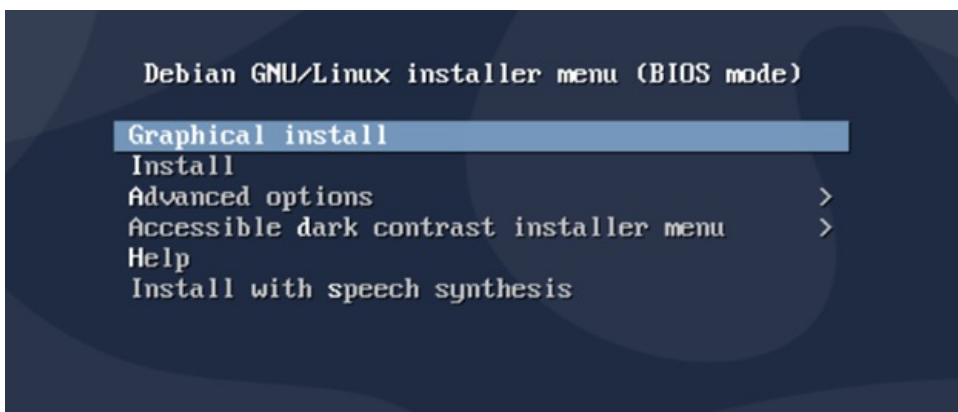 Debian GNU/Linux installer menu (BIOS mode)
Graphical install
Install
Advanced options >
Accessible dark contrast installer menu >
Help
Install with speech synthesis